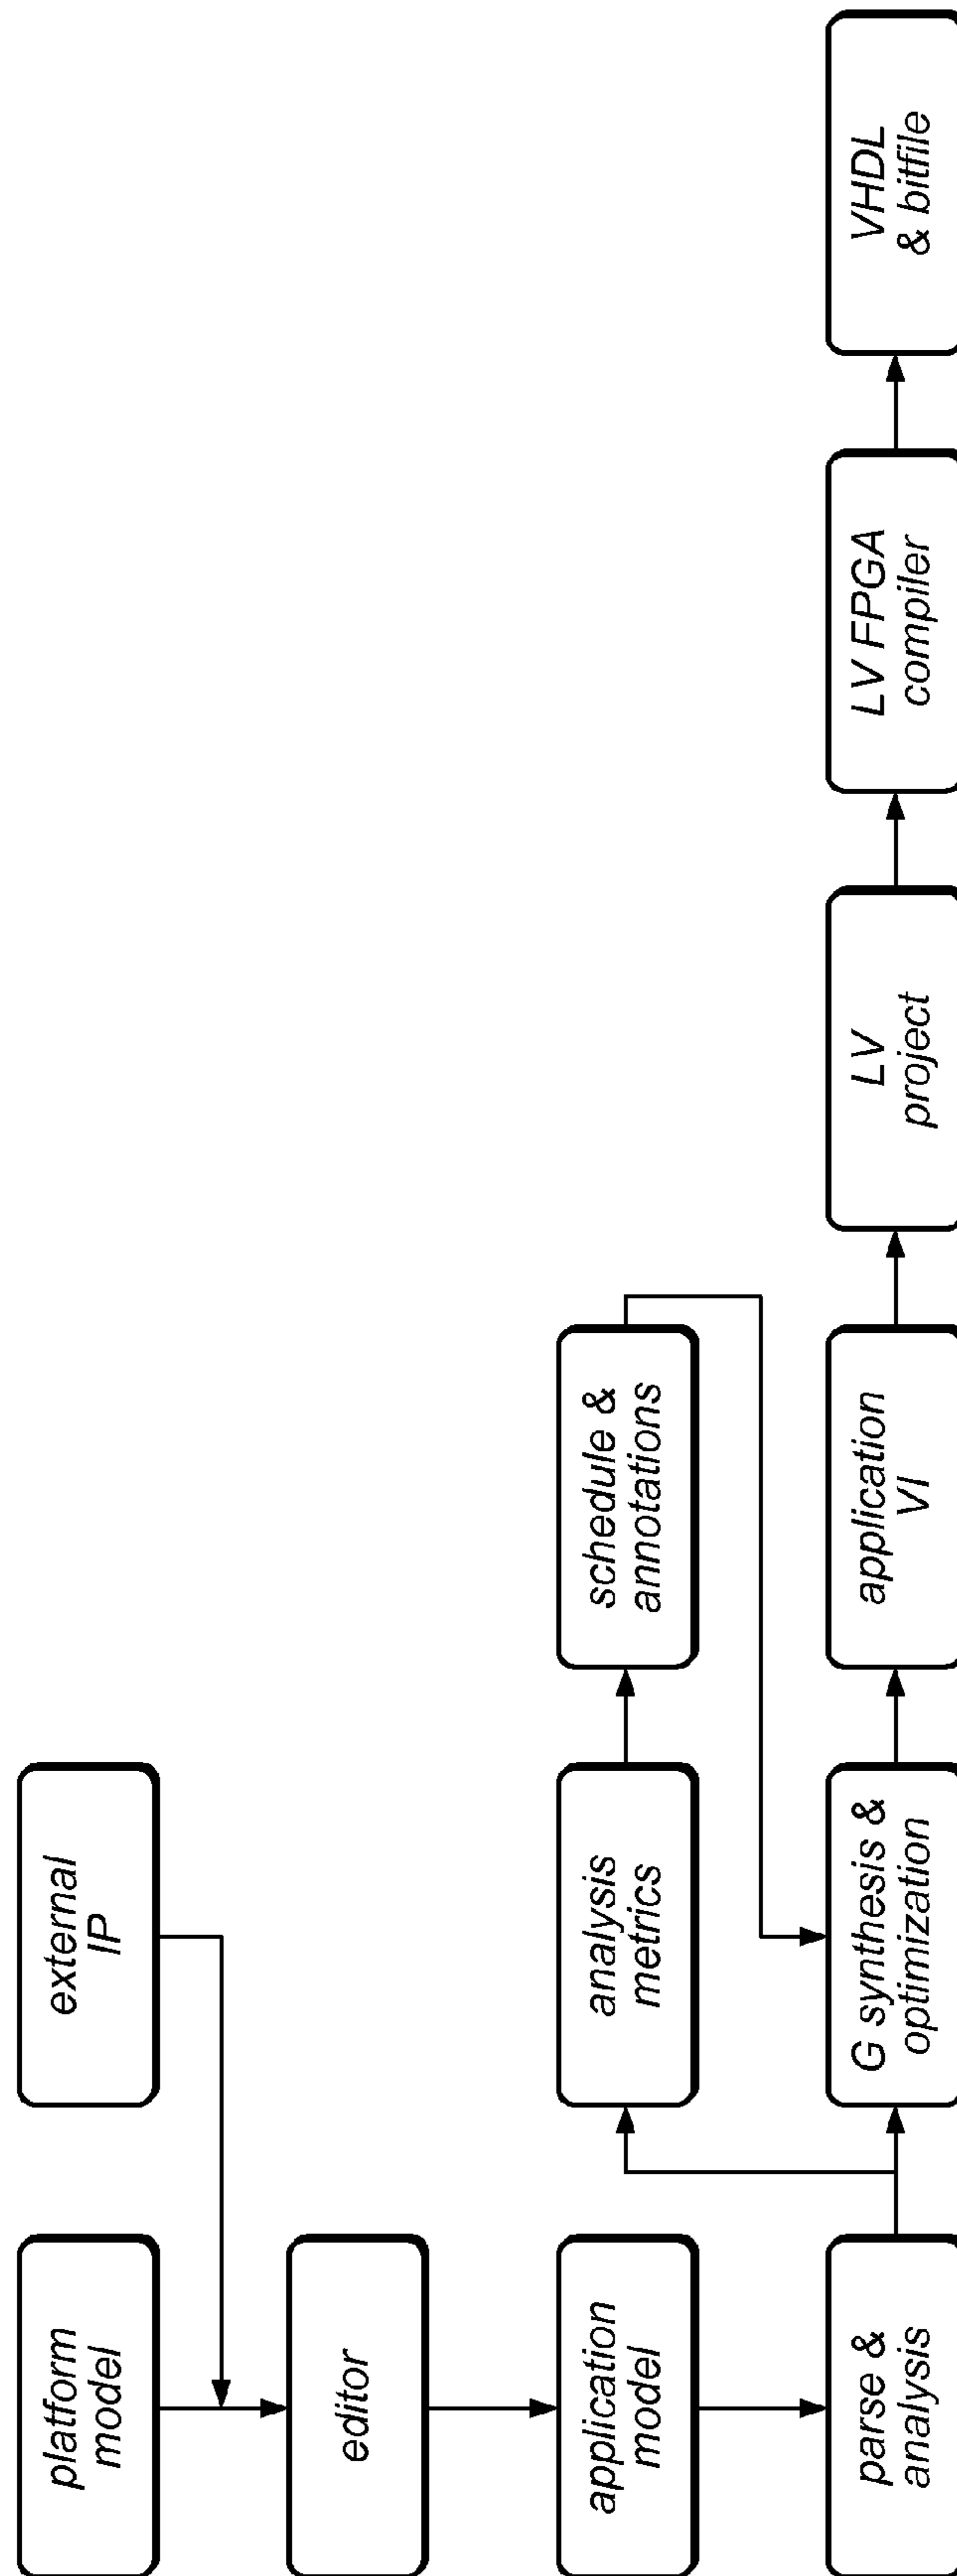 platform
model
external
IP
editor
application
model
analysis
metrics
schedule &
annotations
parse &
analysis
G synthesis &
optimization
application
VI
LV
project
LV FPGA
compiler
VHDL
& bitfile